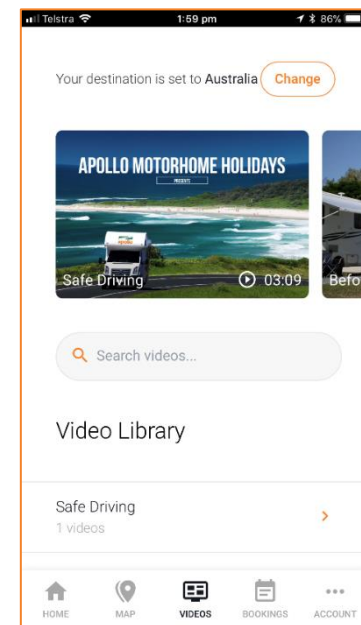 Telstra 1:59 pm 86%
Your destination is set to Australia Change
APOLLO MOTORHOME HOLIDAYS
PRESENTS
apollo
Safe Driving 03:09 Befo
Search videos...
Video Library
Safe Driving
1 videos
HOME MAP VIDEOS BOOKINGS ACCOUNT